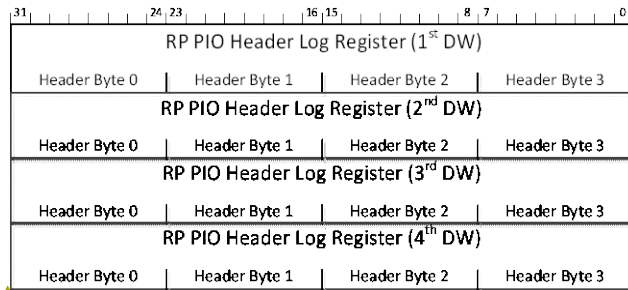 31 24 23 16 15 8 7 0
RP PIO Header Log Register (1st DW)
Header Byte 0 Header Byte 1 Header Byte 2 Header Byte 3
RP PIO Header Log Register (2nd DW)
Header Byte 0 Header Byte 1 Header Byte 2 Header Byte 3
RP PIO Header Log Register (3rd DW)
Header Byte 0 Header Byte 1 Header Byte 2 Header Byte 3
RP PIO Header Log Register (4th DW)
Header Byte 0 Header Byte 1 Header Byte 2 Header Byte 3